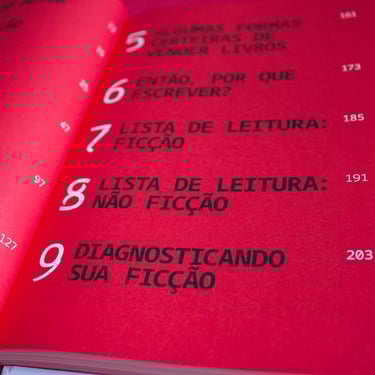 5 ALGUMAS FORMAS 161
CERTEIRAS DE
VENDER LIVROS
6 ENTÃO, POR QUE 173
ESCREVER?
7 LISTA DE LEITURA: 185
FICÇÃO
8 LISTA DE LEITURA: 191
NÃO FICÇÃO
9 DIAGNOSTICANDO 203
SUA FICÇÃO
97
127